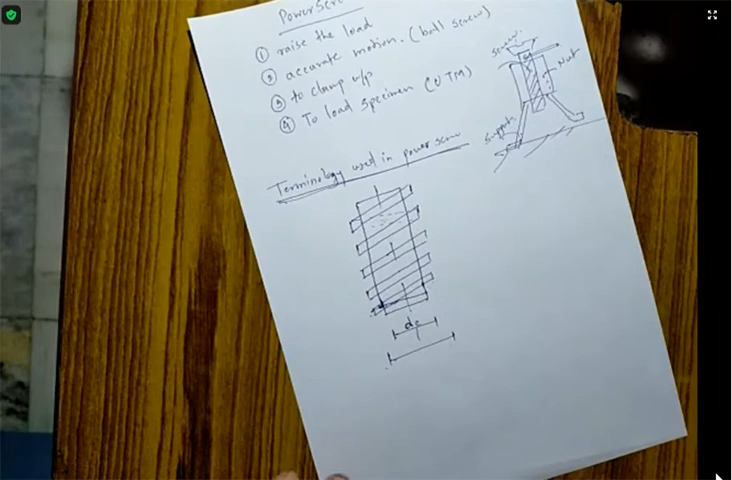 Power Scre
① raise the load
② accurate motion. (ball screw)
③ to clamp w/p
④ To load specimen (UTM)
screw
Nut
support
Terminology used in power screw
dc